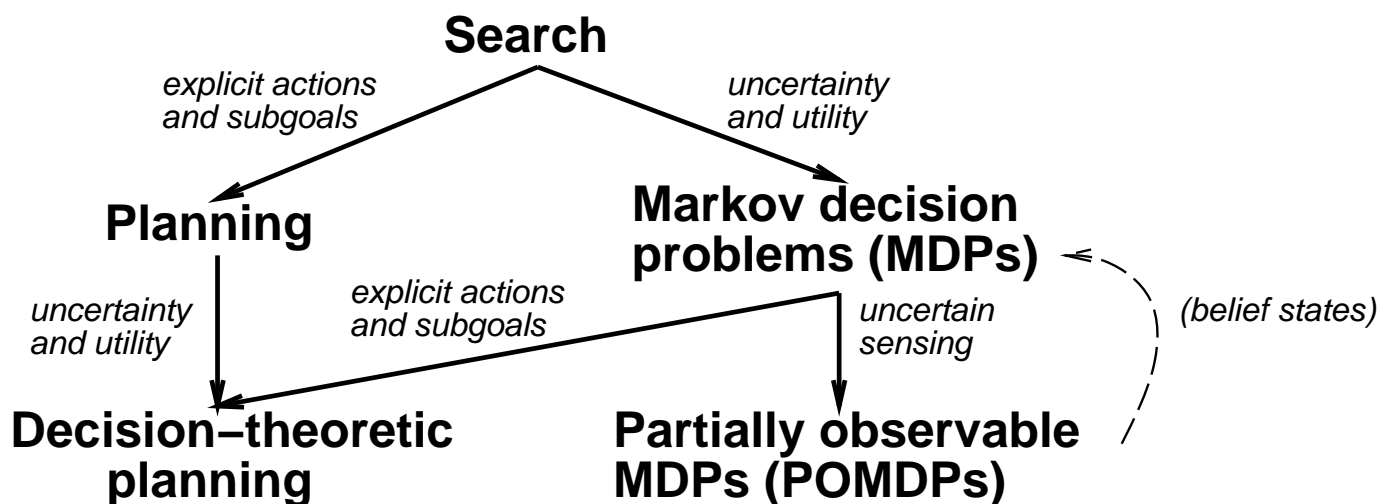 Search
explicit actions
and subgoals
uncertainty
and utility
Planning
Markov decision
problems (MDPs)
uncertainty
and utility
explicit actions
and subgoals
uncertain
sensing
(belief states)
Decision−theoretic
planning
Partially observable
MDPs (POMDPs)